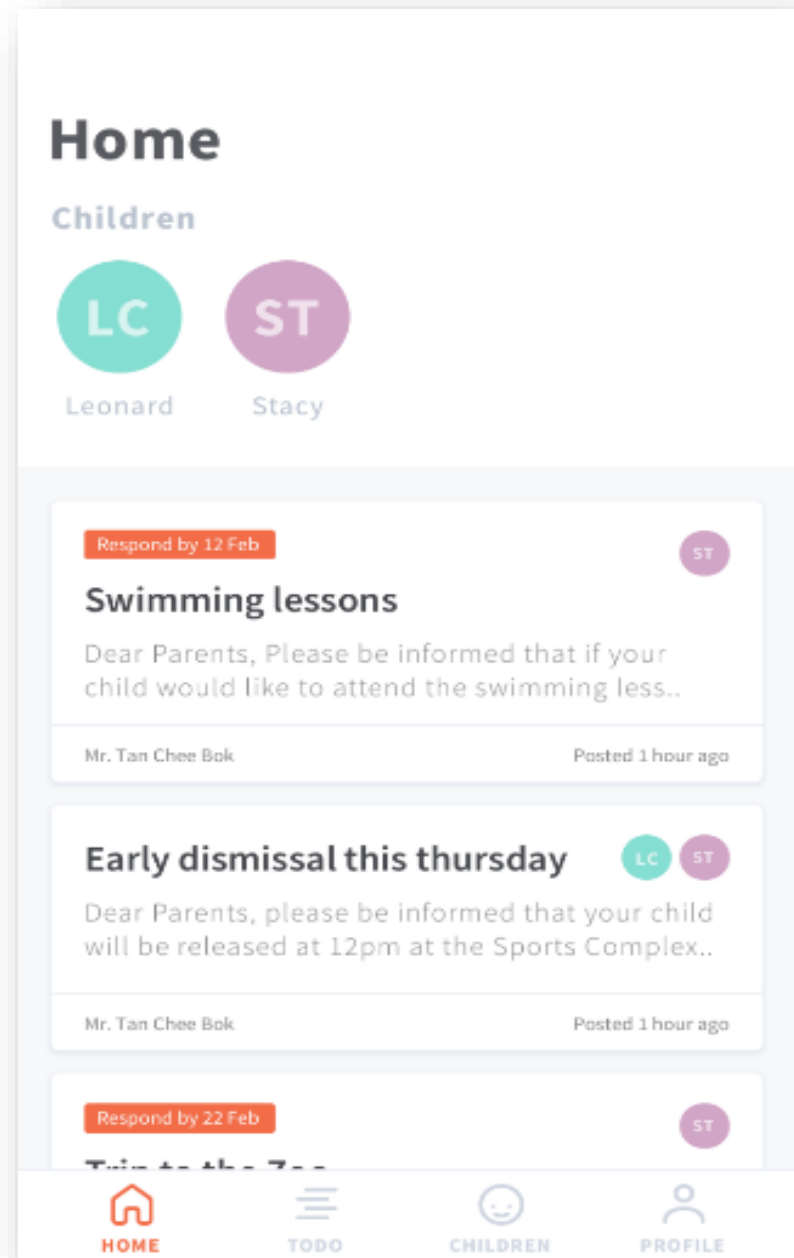 Home
Children
LC ST
Leonard Stacy
Respond by 12 Feb ST
Swimming lessons
Dear Parents, Please be informed that if your
child would like to attend the swimming less..
Mr. Tan Chee Bok Posted 1 hour ago
Early dismissal this thursday LC ST
Dear Parents, please be informed that your child
will be released at 12pm at the Sports Complex..
Mr. Tan Chee Bok Posted 1 hour ago
Respond by 22 Feb ST
Trip to the Zoo
HOME TODO CHILDREN PROFILE